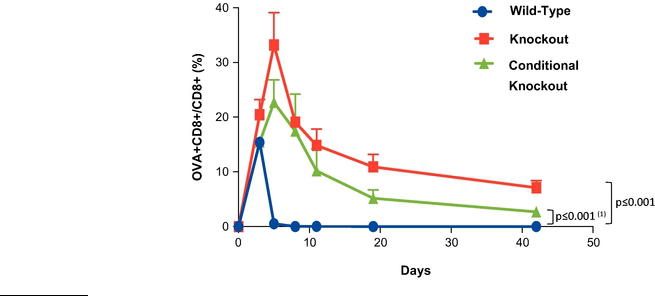 40
30
20
10
0
OVA+CD8+/CD8+ (%)
Wild-Type
Knockout
Conditional
Knockout
p≤0.001 (1)
p≤0.001
0 10 20 30 40 50
Days